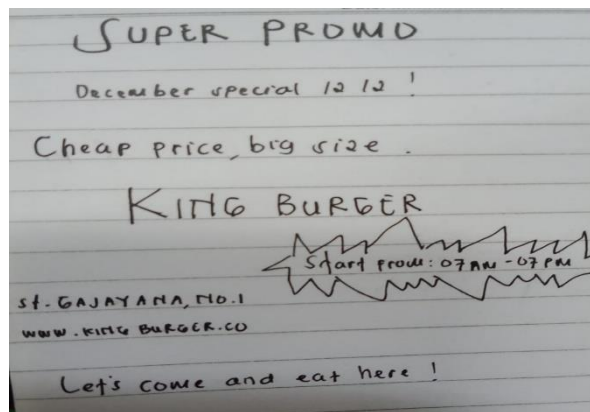 SUPER PROMO
December special 12 12 !
Cheap price, big size .
KING BURGER
Start from : 07 AM - 07 PM
st. GAJAYANA, NO.1
www.KING BURGER.CO
Let's come and eat here !